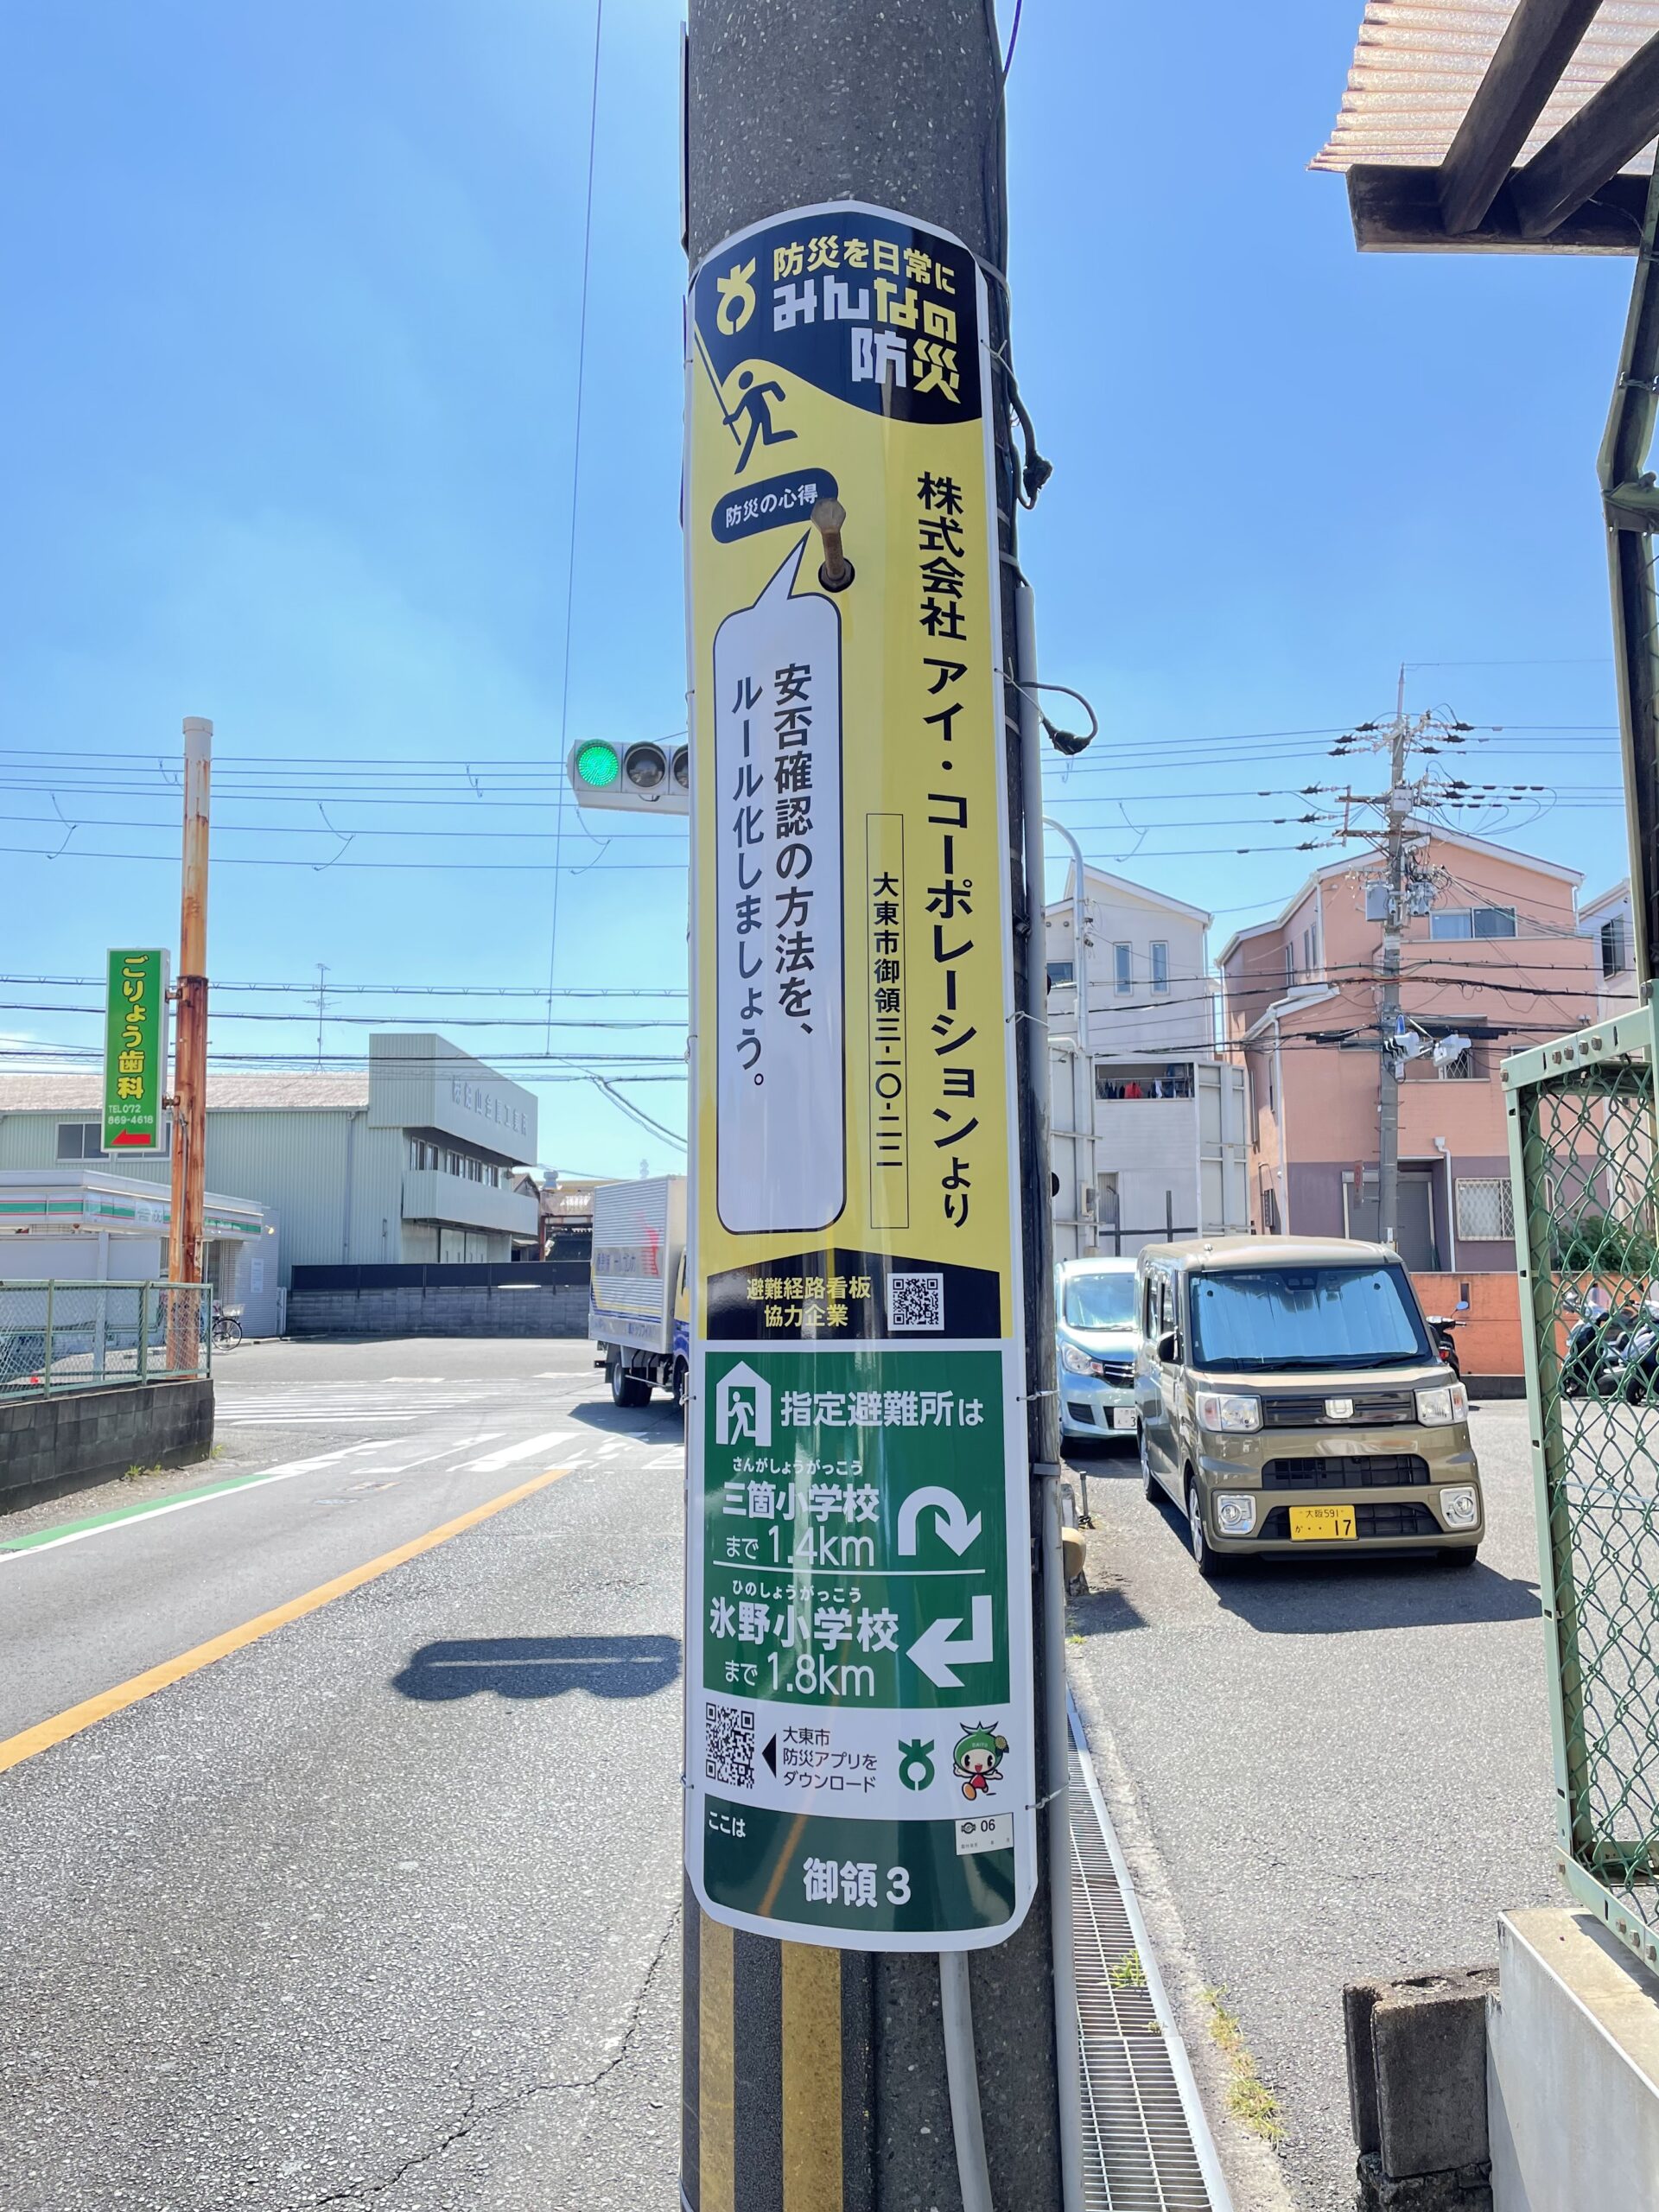 防災を日常に
みんなの
防災
防災の心得
株式会社 アイ・コーポレーションより
大東市御領三-一〇-二二
安否確認の方法を、
ルール化しましょう。
避難経路看板
協力企業
指定避難所は
さんがしょうがっこう
三箇小学校
まで1.4km
ひのしょうがっこう
氷野小学校
まで1.8km
大東市
防災アプリを
ダウンロード
ここは
06
御領3
ごりょう歯科
TEL072
869-4618
大阪591
か・・17